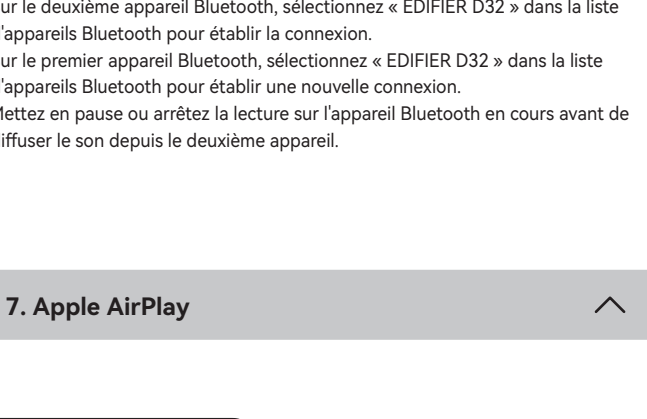 ur le deuxième appareil Bluetooth, sélectionnez « EDIFIER D32 » dans la liste
'appareils Bluetooth pour établir la connexion.
ur le premier appareil Bluetooth, sélectionnez « EDIFIER D32 » dans la liste
'appareils Bluetooth pour établir une nouvelle connexion.
ettez en pause ou arrêtez la lecture sur l'appareil Bluetooth en cours avant de
iffuser le son depuis le deuxième appareil.
7. Apple AirPlay